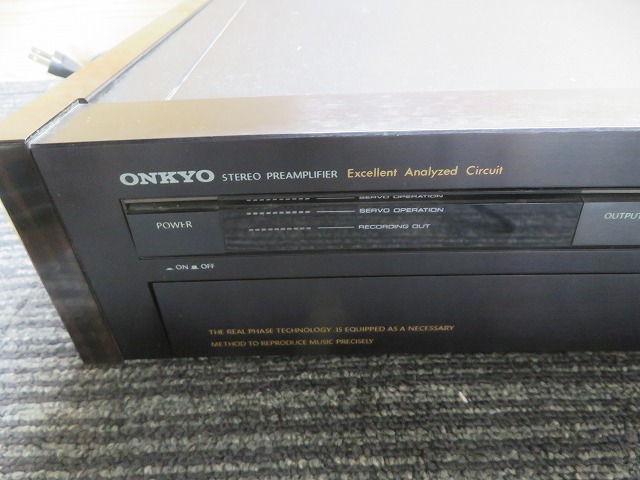 ONKYO STEREO PREAMPLIFIER Excellent Analyzed Circuit
SERVO OPERATION
POWER SERVO OPERATION OUTPUT
RECORDING OUT
ON OFF
THE REAL PHASE TECHNOLOGY IS EQUIPPED AS A NECESSARY
METHOD TO REPRODUCE MUSIC PRECISELY